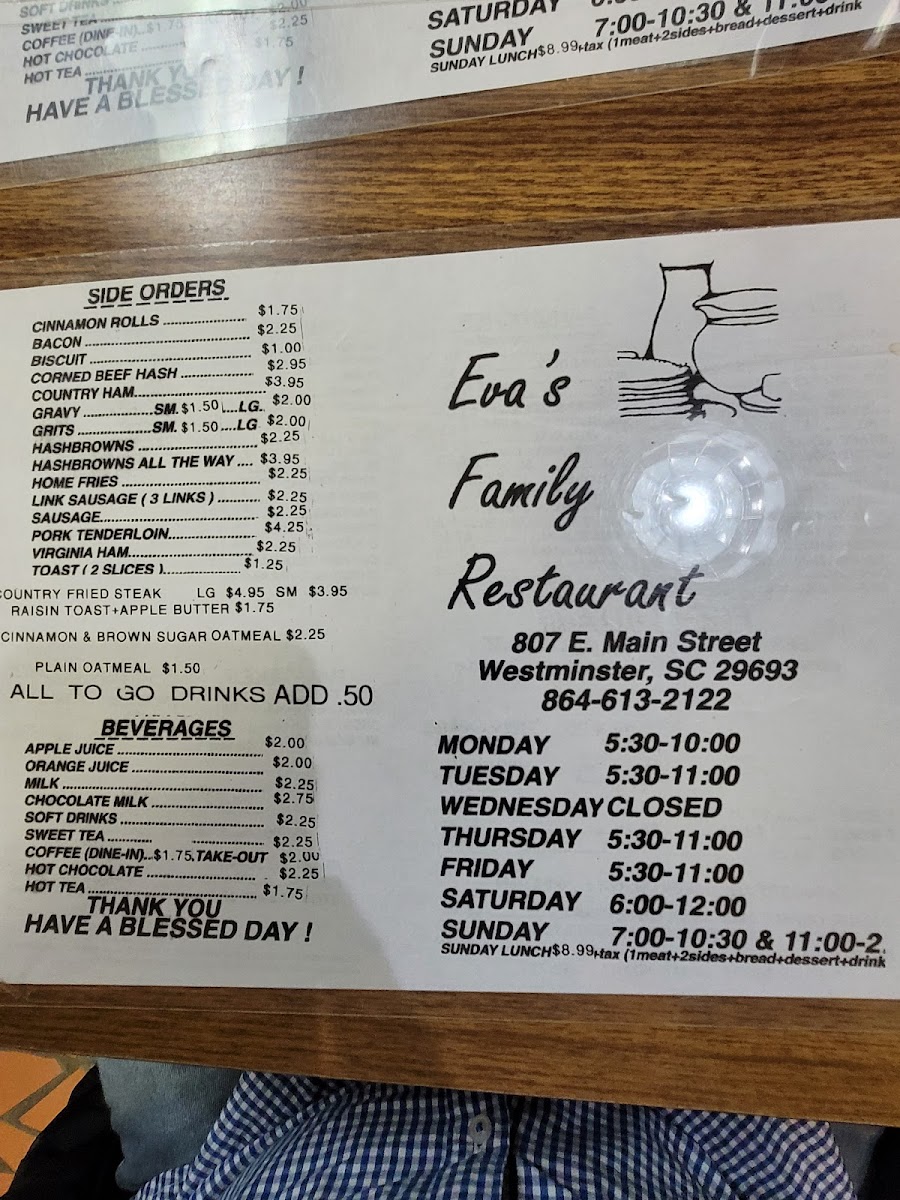 SOFT DRINKS
SWEET TEA
COFFEE (DINE-IN)..$1.75
$2.25
HOT CHOCOLATE
$1.75
HOT TEA
THANK YOU
HAVE A BLESSED DAY !
SATURDAY
SUNDAY 7:00-10:30 &
SUNDAY LUNCH$8.99+tax (1meat+2sides+bread+dessert+drink
SIDE ORDERS
CINNAMON ROLLS ..................... $1.75
BACON ........................................ $2.25
BISCUIT ....................................... $1.00
CORNED BEEF HASH .................. $2.95
COUNTRY HAM............................. $3.95
GRAVY ...............SM. $1.50 ....LG. $2.00
GRITS ................SM. $1.50 ....LG $2.00
HASHBROWNS ............................ $2.25
HASHBROWNS ALL THE WAY .... $3.95
HOME FRIES ................................. $2.25
LINK SAUSAGE ( 3 LINKS ) .......... $2.25
SAUSAGE..................................... $2.25
PORK TENDERLOIN..................... $4.25
VIRGINIA HAM.............................. $2.25
TOAST ( 2 SLICES ).................... $1.25
COUNTRY FRIED STEAK LG $4.95 SM $3.95
RAISIN TOAST+APPLE BUTTER $1.75
CINNAMON & BROWN SUGAR OATMEAL $2.25
PLAIN OATMEAL $1.50
ALL TO GO DRINKS ADD .50
BEVERAGES
APPLE JUICE ................................. $2.00
ORANGE JUICE .............................. $2.00
MILK ............................................. $2.25
CHOCOLATE MILK ......................... $2.75
SOFT DRINKS ................................ $2.25
SWEET TEA ......... ................ $2.25
COFFEE (DINE-IN)..$1.75.TAKE-OUT $2.00
HOT CHOCOLATE ......................... $2.25
HOT TEA ...................................... $1.75
THANK YOU
HAVE A BLESSED DAY !
Eva's
Family
Restaurant
807 E. Main Street
Westminster, SC 29693
864-613-2122
MONDAY 5:30-10:00
TUESDAY 5:30-11:00
WEDNESDAY CLOSED
THURSDAY 5:30-11:00
FRIDAY 5:30-11:00
SATURDAY 6:00-12:00
SUNDAY 7:00-10:30 & 11:00-2
SUNDAY LUNCH$8.99+tax (1meat+2sides+bread+dessert+drink